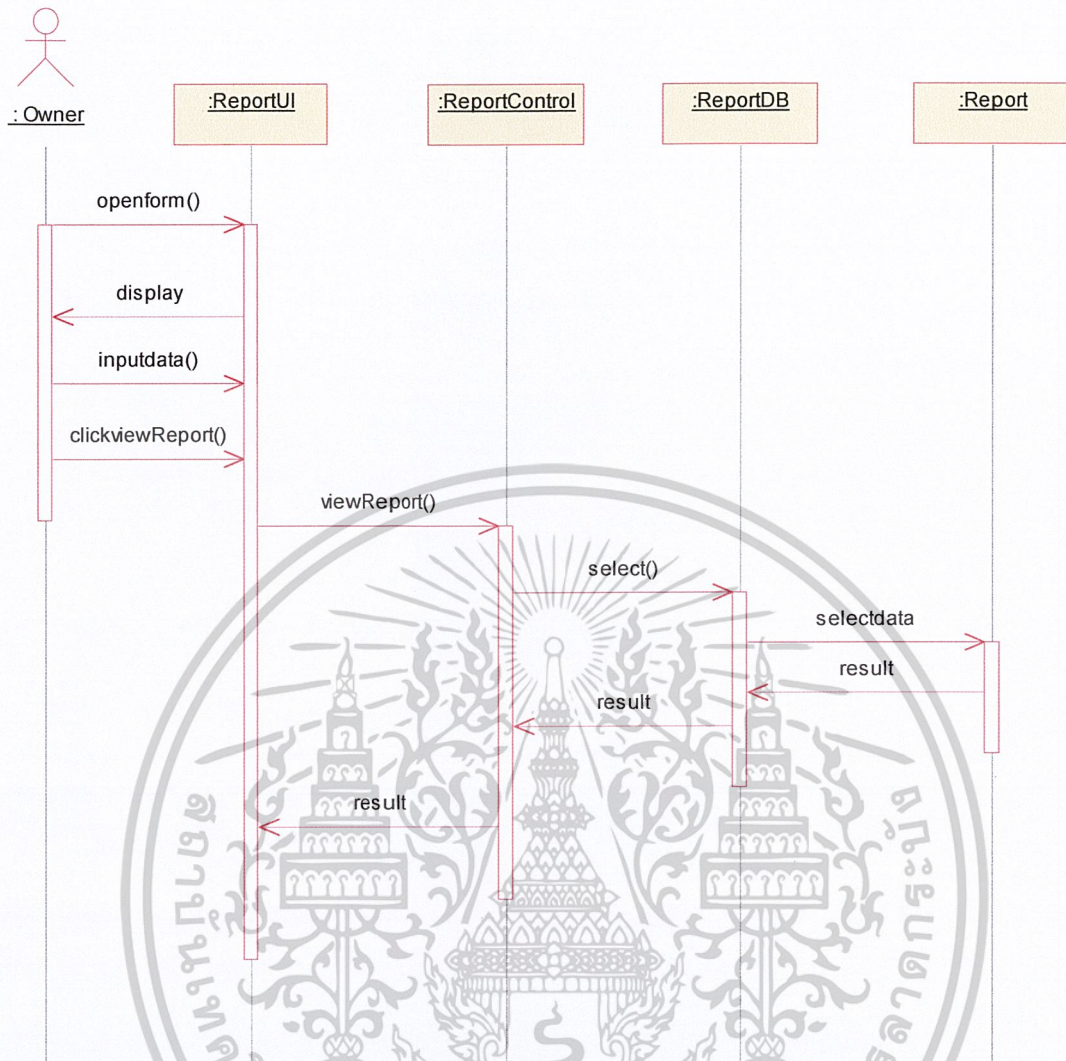 : Owner
:ReportUI
:ReportControl
:ReportDB
:Report
openform()
display
inputdata()
clickviewReport()
viewReport()
select()
selectdata
result
result
result